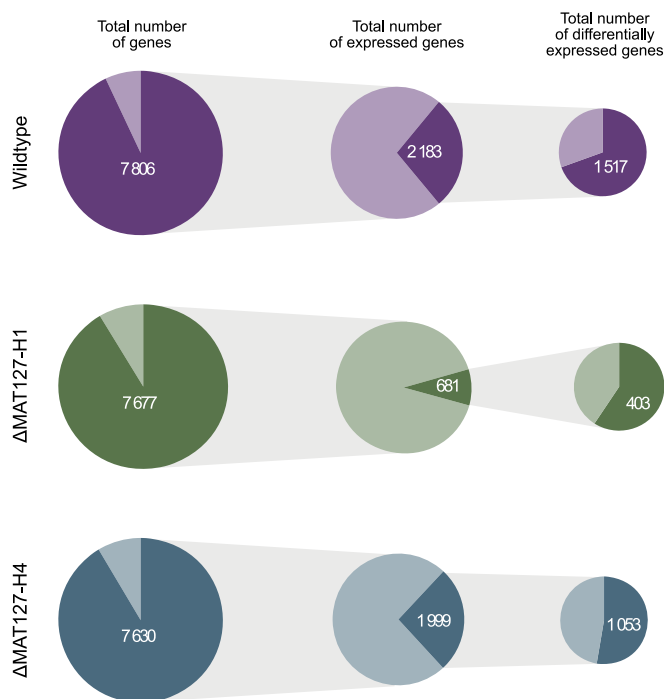 Total number
of genes
Total number
of expressed genes
Total number
of differentially
expressed genes
Wildtype
7 806
2 183
1 517
ΔMAT127-H1
7 677
681
403
ΔMAT127-H4
7 630
1 999
1 053